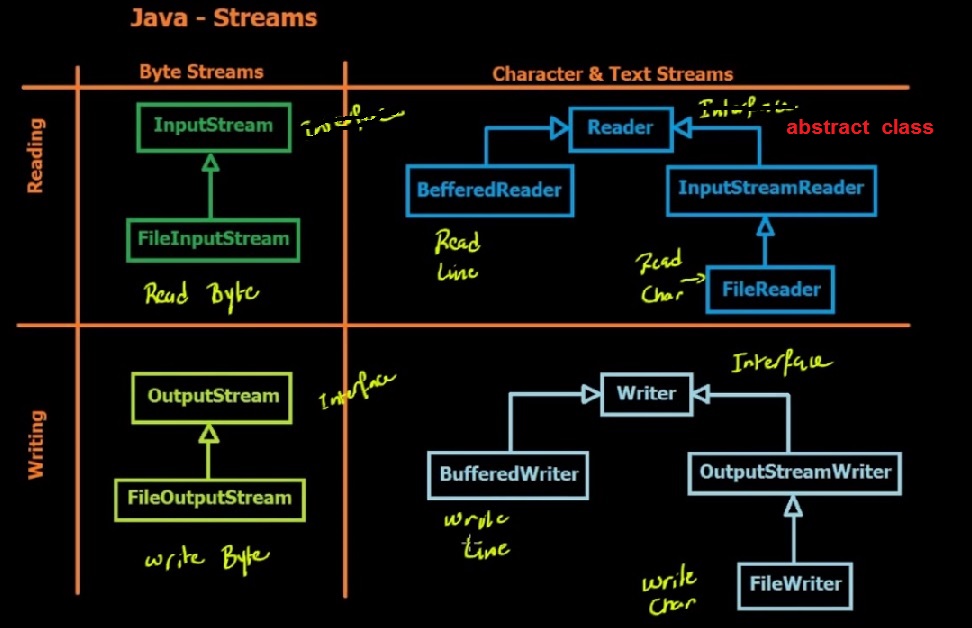 Java - Streams
Byte Streams
Character & Text Streams
Reading
InputStream
Interface
Reader
Interface
abstract class
BefferedReader
InputStreamReader
FileInputStream
Read
Line
Read
Char
FileReader
Read Byte
Writing
OutputStream
Interface
Writer
Interface
BufferedWriter
OutputStreamWriter
FileOutputStream
write
Line
write Byte
write
Char
FileWriter